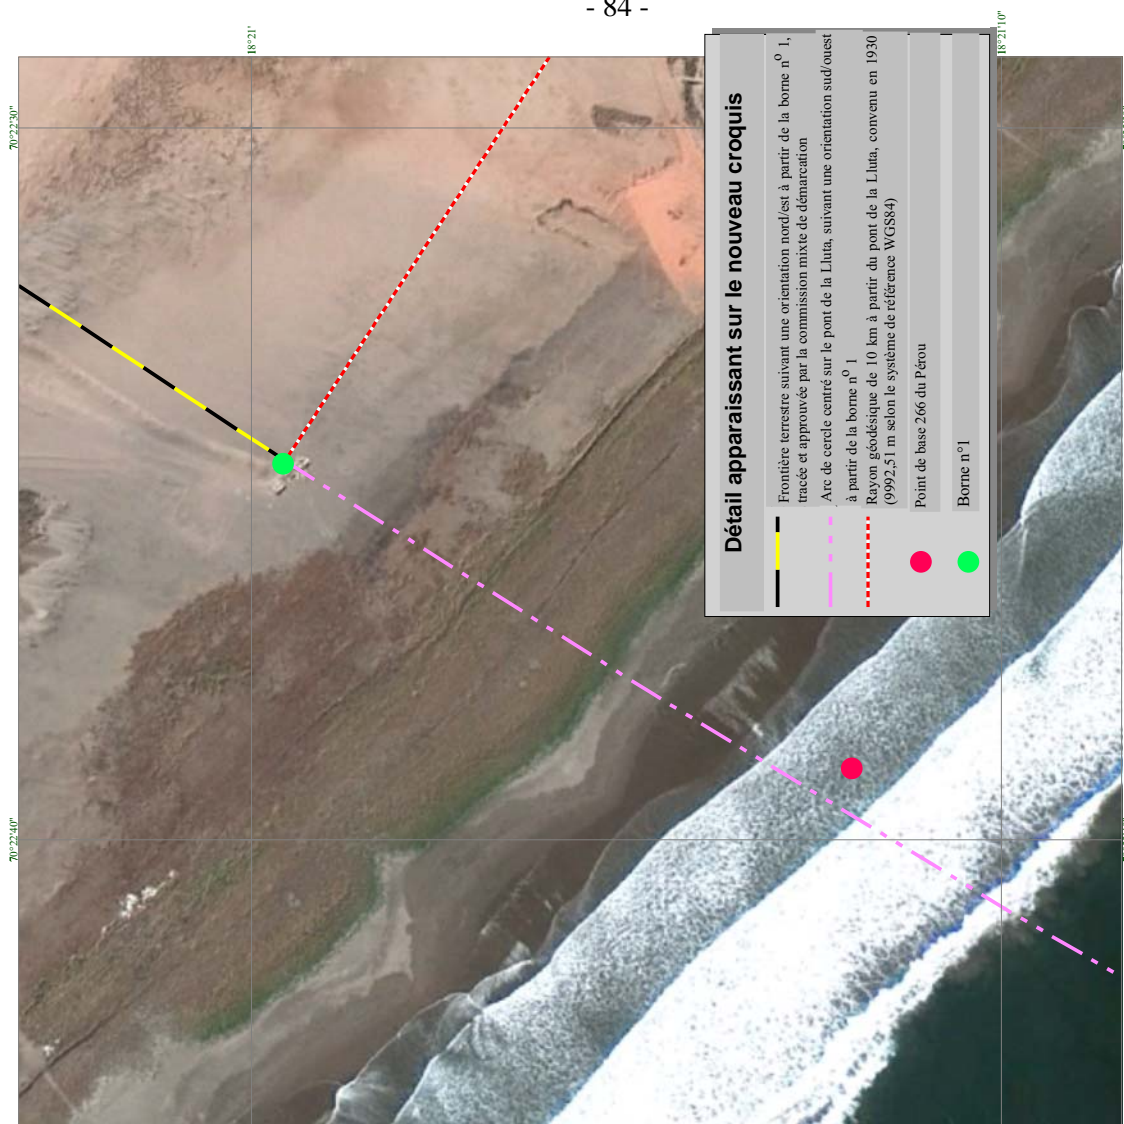 - 84 -
18°21'
18°21'10"
70°22'30"
70°22'40"
Détail apparaissant sur le nouveau croquis
Frontière terrestre suivant une orientation nord/est à partir de la borne nº 1,
tracée et approuvée par la commission mixte de démarcation
Arc de cercle centré sur le pont de la Lluta, suivant une orientation sud/ouest
à partir de la borne nº 1
Rayon géodésique de 10 km à partir du pont de la Lluta, convenu en 1930
(9992,51 m selon le système de référence WGS84)
Point de base 266 du Pérou
Borne n°1